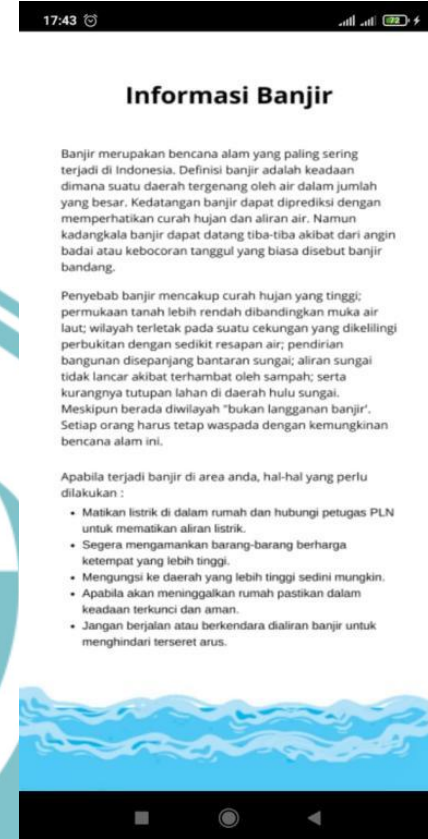 17:43
72
Informasi Banjir
Banjir merupakan bencana alam yang paling sering
terjadi di Indonesia. Definisi banjir adalah keadaan
dimana suatu daerah tergenang oleh air dalam jumlah
yang besar. Kedatangan banjir dapat diprediksi dengan
memperhatikan curah hujan dan aliran air. Namun
kadangkala banjir dapat datang tiba-tiba akibat dari angin
badai atau kebocoran tanggul yang biasa disebut banjir
bandang.
Penyebab banjir mencakup curah hujan yang tinggi;
permukaan tanah lebih rendah dibandingkan muka air
laut; wilayah terletak pada suatu cekungan yang dikelilingi
perbukitan dengan sedikit resapan air; pendirian
bangunan disepanjang bantaran sungai; aliran sungai
tidak lancar akibat terhambat oleh sampah; serta
kurangnya tutupan lahan di daerah hulu sungai.
Meskipun berada diwilayah "bukan langganan banjir'.
Setiap orang harus tetap waspada dengan kemungkinan
bencana alam ini.
Apabila terjadi banjir di area anda, hal-hal yang perlu
dilakukan :
• Matikan listrik di dalam rumah dan hubungi petugas PLN
untuk mematikan aliran listrik.
• Segera mengamankan barang-barang berharga
ketempat yang lebih tinggi.
• Mengungsi ke daerah yang lebih tinggi sedini mungkin.
• Apabila akan meninggalkan rumah pastikan dalam
keadaan terkunci dan aman.
• Jangan berjalan atau berkendara dialiran banjir untuk
menghindari terseret arus.